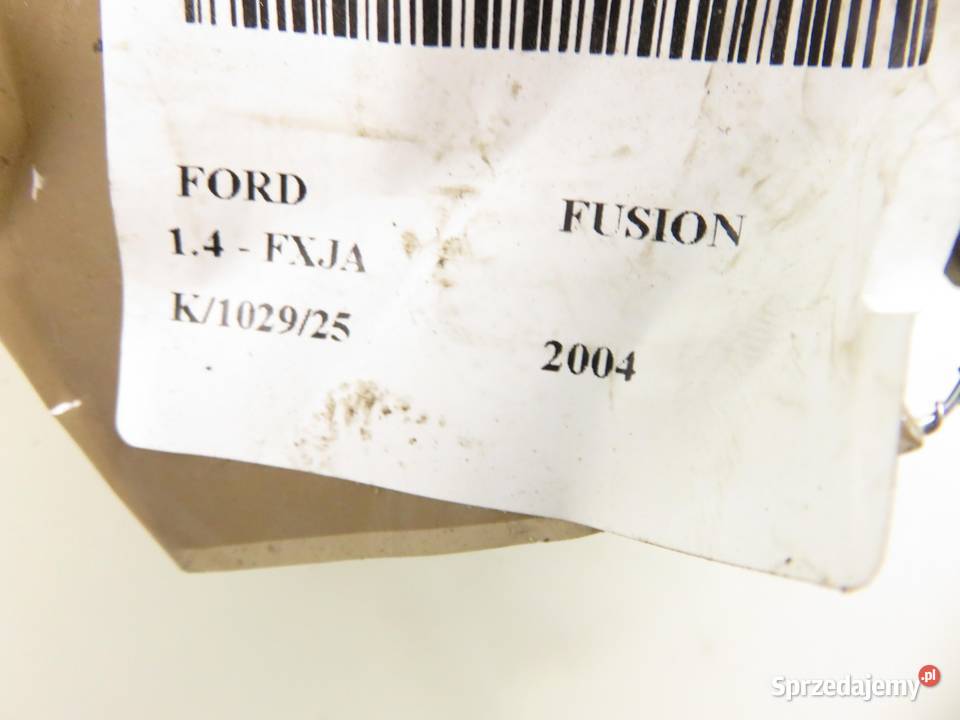 FORD FUSION
1.4 - FXJA
K/1029/25 2004
Sprzedajemy.pl